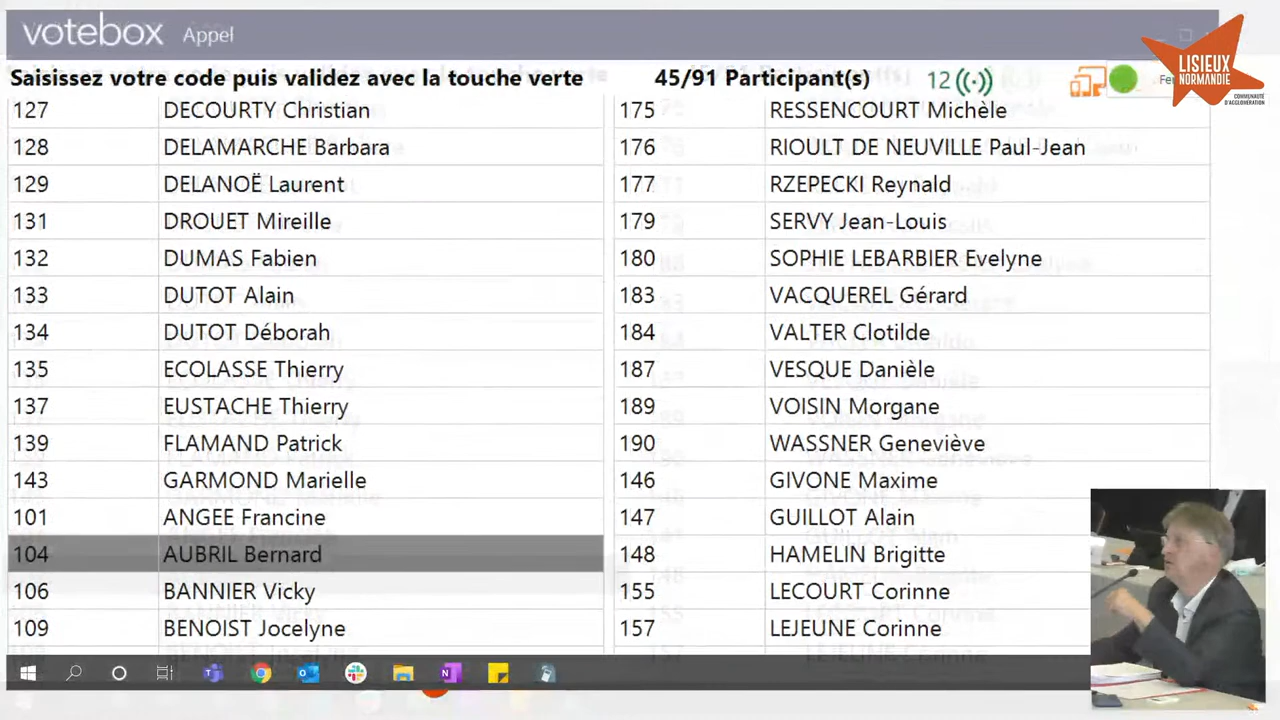 votebox Appel
Saisissez votre code puis validez avec la touche verte
45/91 Participant(s)
12
LISIEUX
NORMANDIE
COMMUNAUTÉ
D'AGGLOMÉRATION
127 DECOURTY Christian
128 DELAMARCHE Barbara
129 DELANOË Laurent
131 DROUET Mireille
132 DUMAS Fabien
133 DUTOT Alain
134 DUTOT Déborah
135 ECOLASSE Thierry
137 EUSTACHE Thierry
139 FLAMAND Patrick
143 GARMOND Marielle
101 ANGEE Francine
104 AUBRIL Bernard
106 BANNIER Vicky
109 BENOIST Jocelyne
175 RESSENCOURT Michèle
176 RIOULT DE NEUVILLE Paul-Jean
177 RZEPECKI Reynald
179 SERVY Jean-Louis
180 SOPHIE LEBARBIER Evelyne
183 VACQUEREL Gérard
184 VALTER Clotilde
187 VESQUE Danièle
189 VOISIN Morgane
190 WASSNER Geneviève
146 GIVONE Maxime
147 GUILLOT Alain
148 HAMELIN Brigitte
155 LECOURT Corinne
157 LEJEUNE Corinne